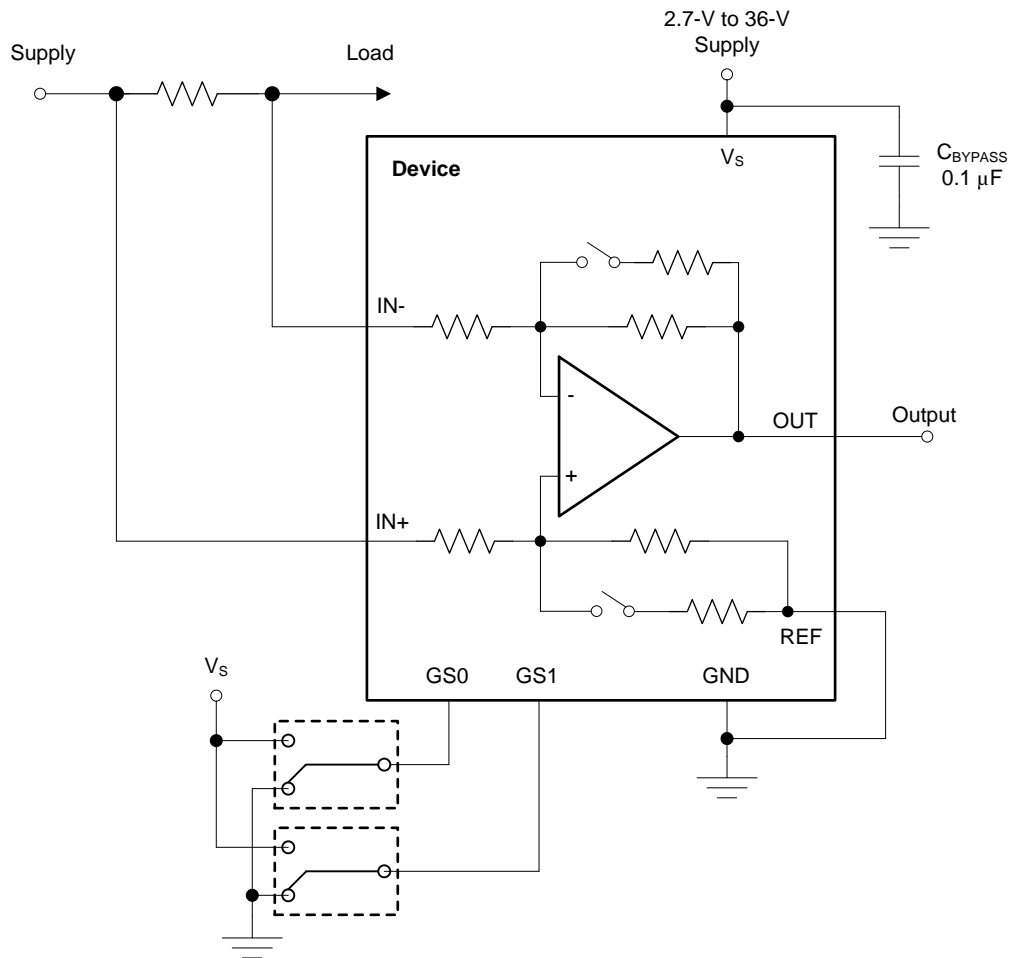 2.7-V to 36-V
Supply
Supply
Load
Device
VS
CBYPASS
0.1 μF
IN-
-
OUT
Output
+
IN+
REF
VS
GS0
GS1
GND